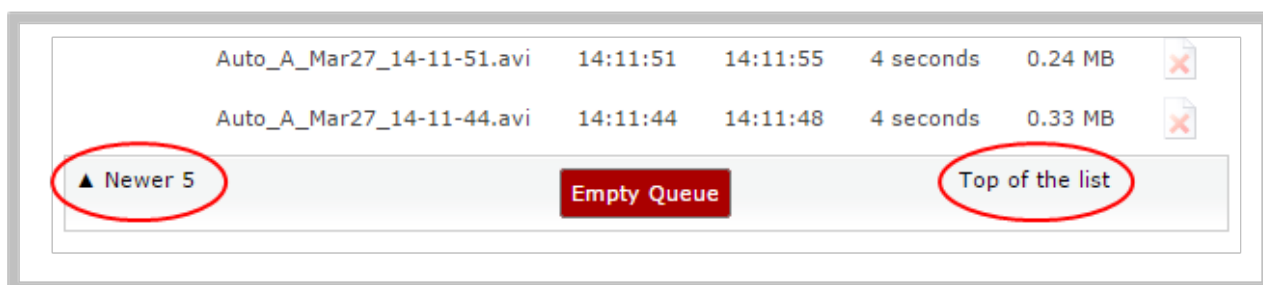 Auto_A_Mar27_14-11-51.avi 14:11:51 14:11:55 4 seconds 0.24 MB
Auto_A_Mar27_14-11-44.avi 14:11:44 14:11:48 4 seconds 0.33 MB
▲ Newer 5 Empty Queue Top of the list